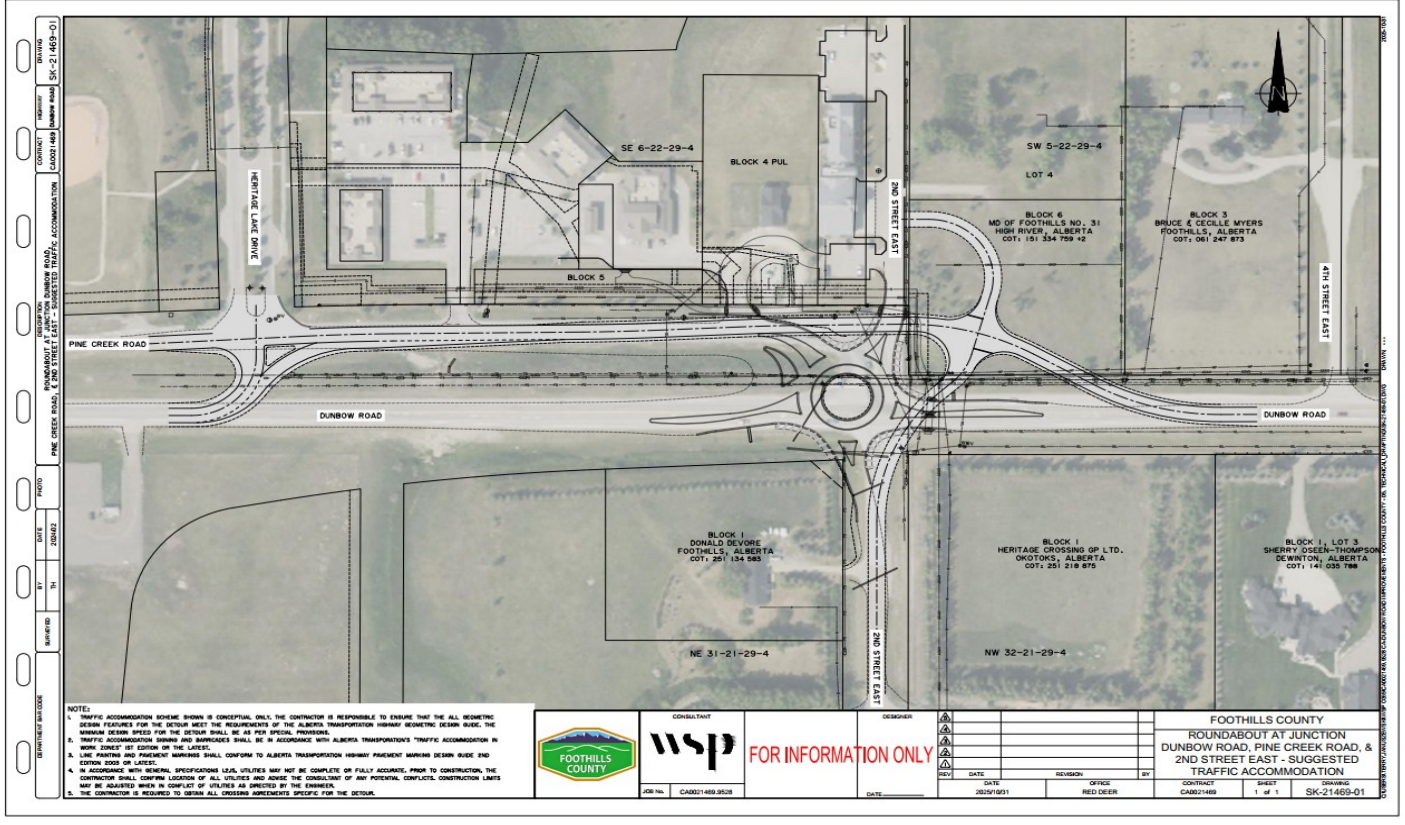 DRAWING
SK-21469-01
HIGHWAY
DUNBOW ROAD
CONTRACT
CA0021469
DESCRIPTION
ROUNDABOUT AT JUNCTION DUNBOW ROAD,
PINE CREEK ROAD, & 2ND STREET EAST - SUGGESTED TRAFFIC ACCOMMODATION
PHOTO
DATE
BY
TH
SURVEYED
DEPARTMENT BAR CODE
HERITAGE LAKE DRIVE
SE 6-22-29-4
BLOCK 4 PUL
2ND STREET EAST
SW 5-22-29-4
LOT 4
BLOCK 6
MD OF FOOTHILLS NO. 31
HIGH RIVER, ALBERTA
COT: 151 334 759 +2
BLOCK 3
BRUCE & CECILLE MYERS
FOOTHILLS, ALBERTA
COT: 061 247 873
N
4TH STREET EAST
BLOCK 5
PINE CREEK ROAD
DUNBOW ROAD
DUNBOW ROAD
BLOCK 1
DONALD DEVORE
FOOTHILLS, ALBERTA
COT: 251 134 583
BLOCK 1
HERITAGE CROSSING GP LTD.
OKOTOKS, ALBERTA
COT: 251 218 875
BLOCK 1, LOT 3
SHERRY OSEEN-THOMPSON
DEWINTON, ALBERTA
COT: 141 035 788
NE 31-21-29-4
2ND STREET EAST
NW 32-21-29-4
NOTE:
1. TRAFFIC ACCOMMODATION SCHEME SHOWN IS CONCEPTUAL ONLY. THE CONTRACTOR IS RESPONSIBLE TO ENSURE THAT THE ALL GEOMETRIC
DESIGN FEATURES FOR THE DETOUR MEET THE REQUIREMENTS OF THE ALBERTA TRANSPORTATION HIGHWAY GEOMETRIC DESIGN GUIDE. THE
MINIMUM DESIGN SPEED FOR THE DETOUR SHALL BE AS PER SPECIAL PROVISIONS.
2. TRAFFIC ACCOMMODATION SIGNING AND BARRICADES SHALL BE IN ACCORDANCE WITH ALBERTA TRANSPORATION'S "TRAFFIC ACCOMMODATION IN
WORK ZONES" 1ST EDITION OR THE LATEST.
3. LINE PAINTING AND PAVEMENT MARKINGS SHALL CONFORM TO ALBERTA TRASNPORTATION HIGHWAY PAVEMENT MARKING DESIGN GUIDE 2ND
EDITION 2003 OR LATEST.
4. IN ACCORDANCE WITH GENERAL SPECIFICATIONS UTILITIES MAY NOT BE COMPLETE OR FULLY ACCURATE. PRIOR TO CONSTRUCTION, THE
CONTRACTOR SHALL CONFIRM LOCATION OF ALL UTILITIES AND ADVISE THE CONSULTANT OF ANY POTENTIAL CONFLICTS. CONSTRUCTION LIMITS
MAY BE ADJUSTED WHEN IN CONFLICT OF UTILITIES AS DIRECTED BY THE ENGINEER.
5. THE CONTRACTOR IS REQUIRED TO OBTAIN ALL CROSSING AGREEMENTS SPECIFIC FOR THE DETOUR.
FOOTHILLS
COUNTY
CONSULTANT
wsp
JOB No. CA0021469.9528
FOR INFORMATION ONLY
DESIGNER
DATE
REV DATE REVISION BY
DATE
2025/10/31
OFFICE
RED DEER
FOOTHILLS COUNTY
ROUNDABOUT AT JUNCTION
DUNBOW ROAD, PINE CREEK ROAD, &
2ND STREET EAST - SUGGESTED
TRAFFIC ACCOMMODATION
CONTRACT
CA0021469
SHEET
1 of 1
DRAWING
SK-21469-01